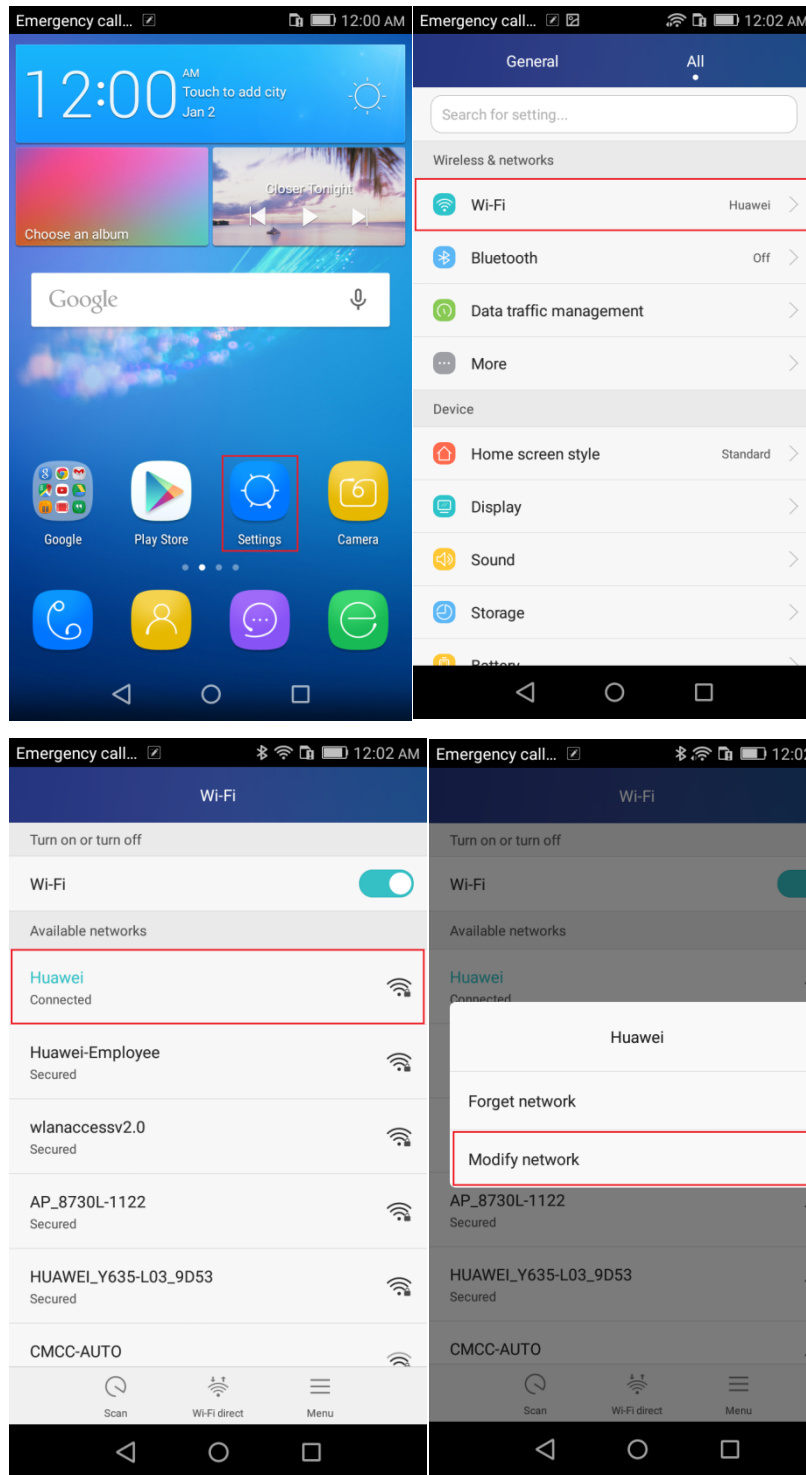 Emergency call... 12:00 AM
12:00 AM
Touch to add city
Jan 2
Choose an album
Closer Tonight
Google
Google Play Store Settings Camera
Emergency call... 12:02 AM
General All
Search for setting...
Wireless & networks
Wi-Fi Huawei
Bluetooth Off
Data traffic management
More
Device
Home screen style Standard
Display
Sound
Storage
Battery
Emergency call... 12:02 AM
Wi-Fi
Turn on or turn off
Wi-Fi
Available networks
Huawei
Connected
Huawei-Employee
Secured
wlanaccessv2.0
Secured
AP_8730L-1122
Secured
HUAWEI_Y635-L03_9D53
Secured
CMCC-AUTO
Scan Wi-Fi direct Menu
Emergency call... 12:02
Wi-Fi
Turn on or turn off
Wi-Fi
Available networks
Huawei
Connected
Huawei
Forget network
Modify network
AP_8730L-1122
Secured
HUAWEI_Y635-L03_9D53
Secured
CMCC-AUTO
Scan Wi-Fi direct Menu